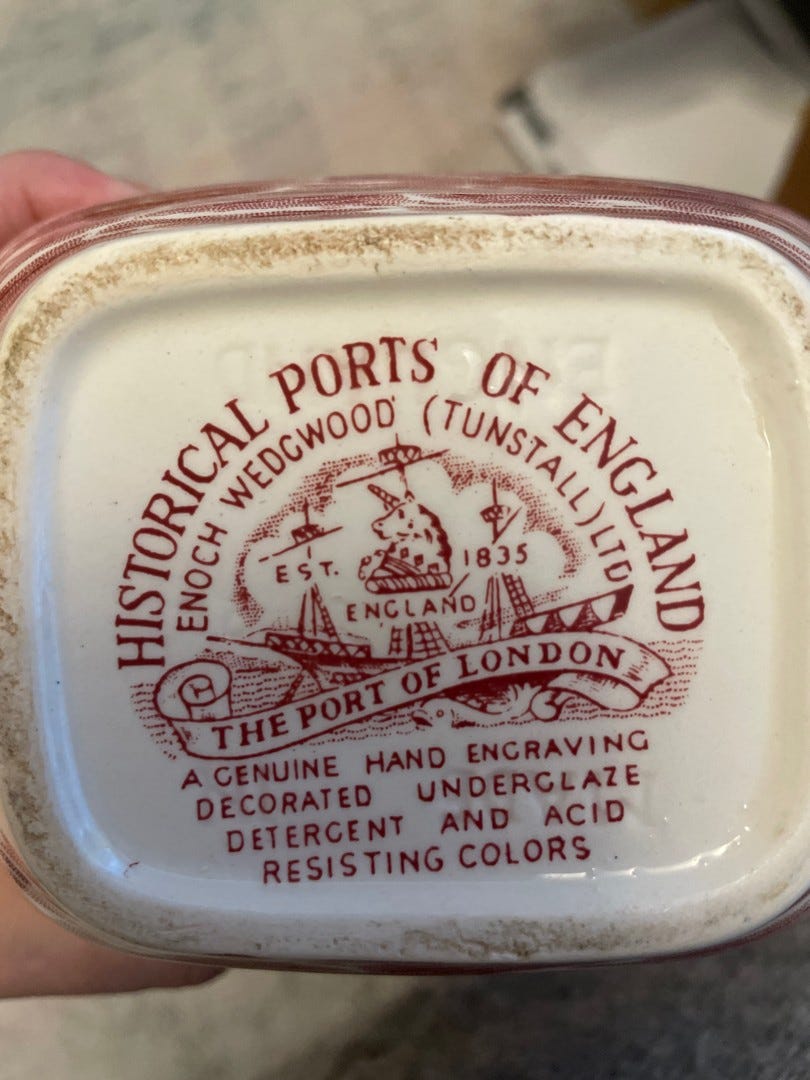 HISTORICAL PORTS OF ENGLAND
ENOCH WEDGWOOD (TUNSTALL) LTD
EST. 1835
ENGLAND
THE PORT OF LONDON
A GENUINE HAND ENGRAVING
DECORATED UNDERGLAZE
DETERGENT AND ACID
RESISTING COLORS